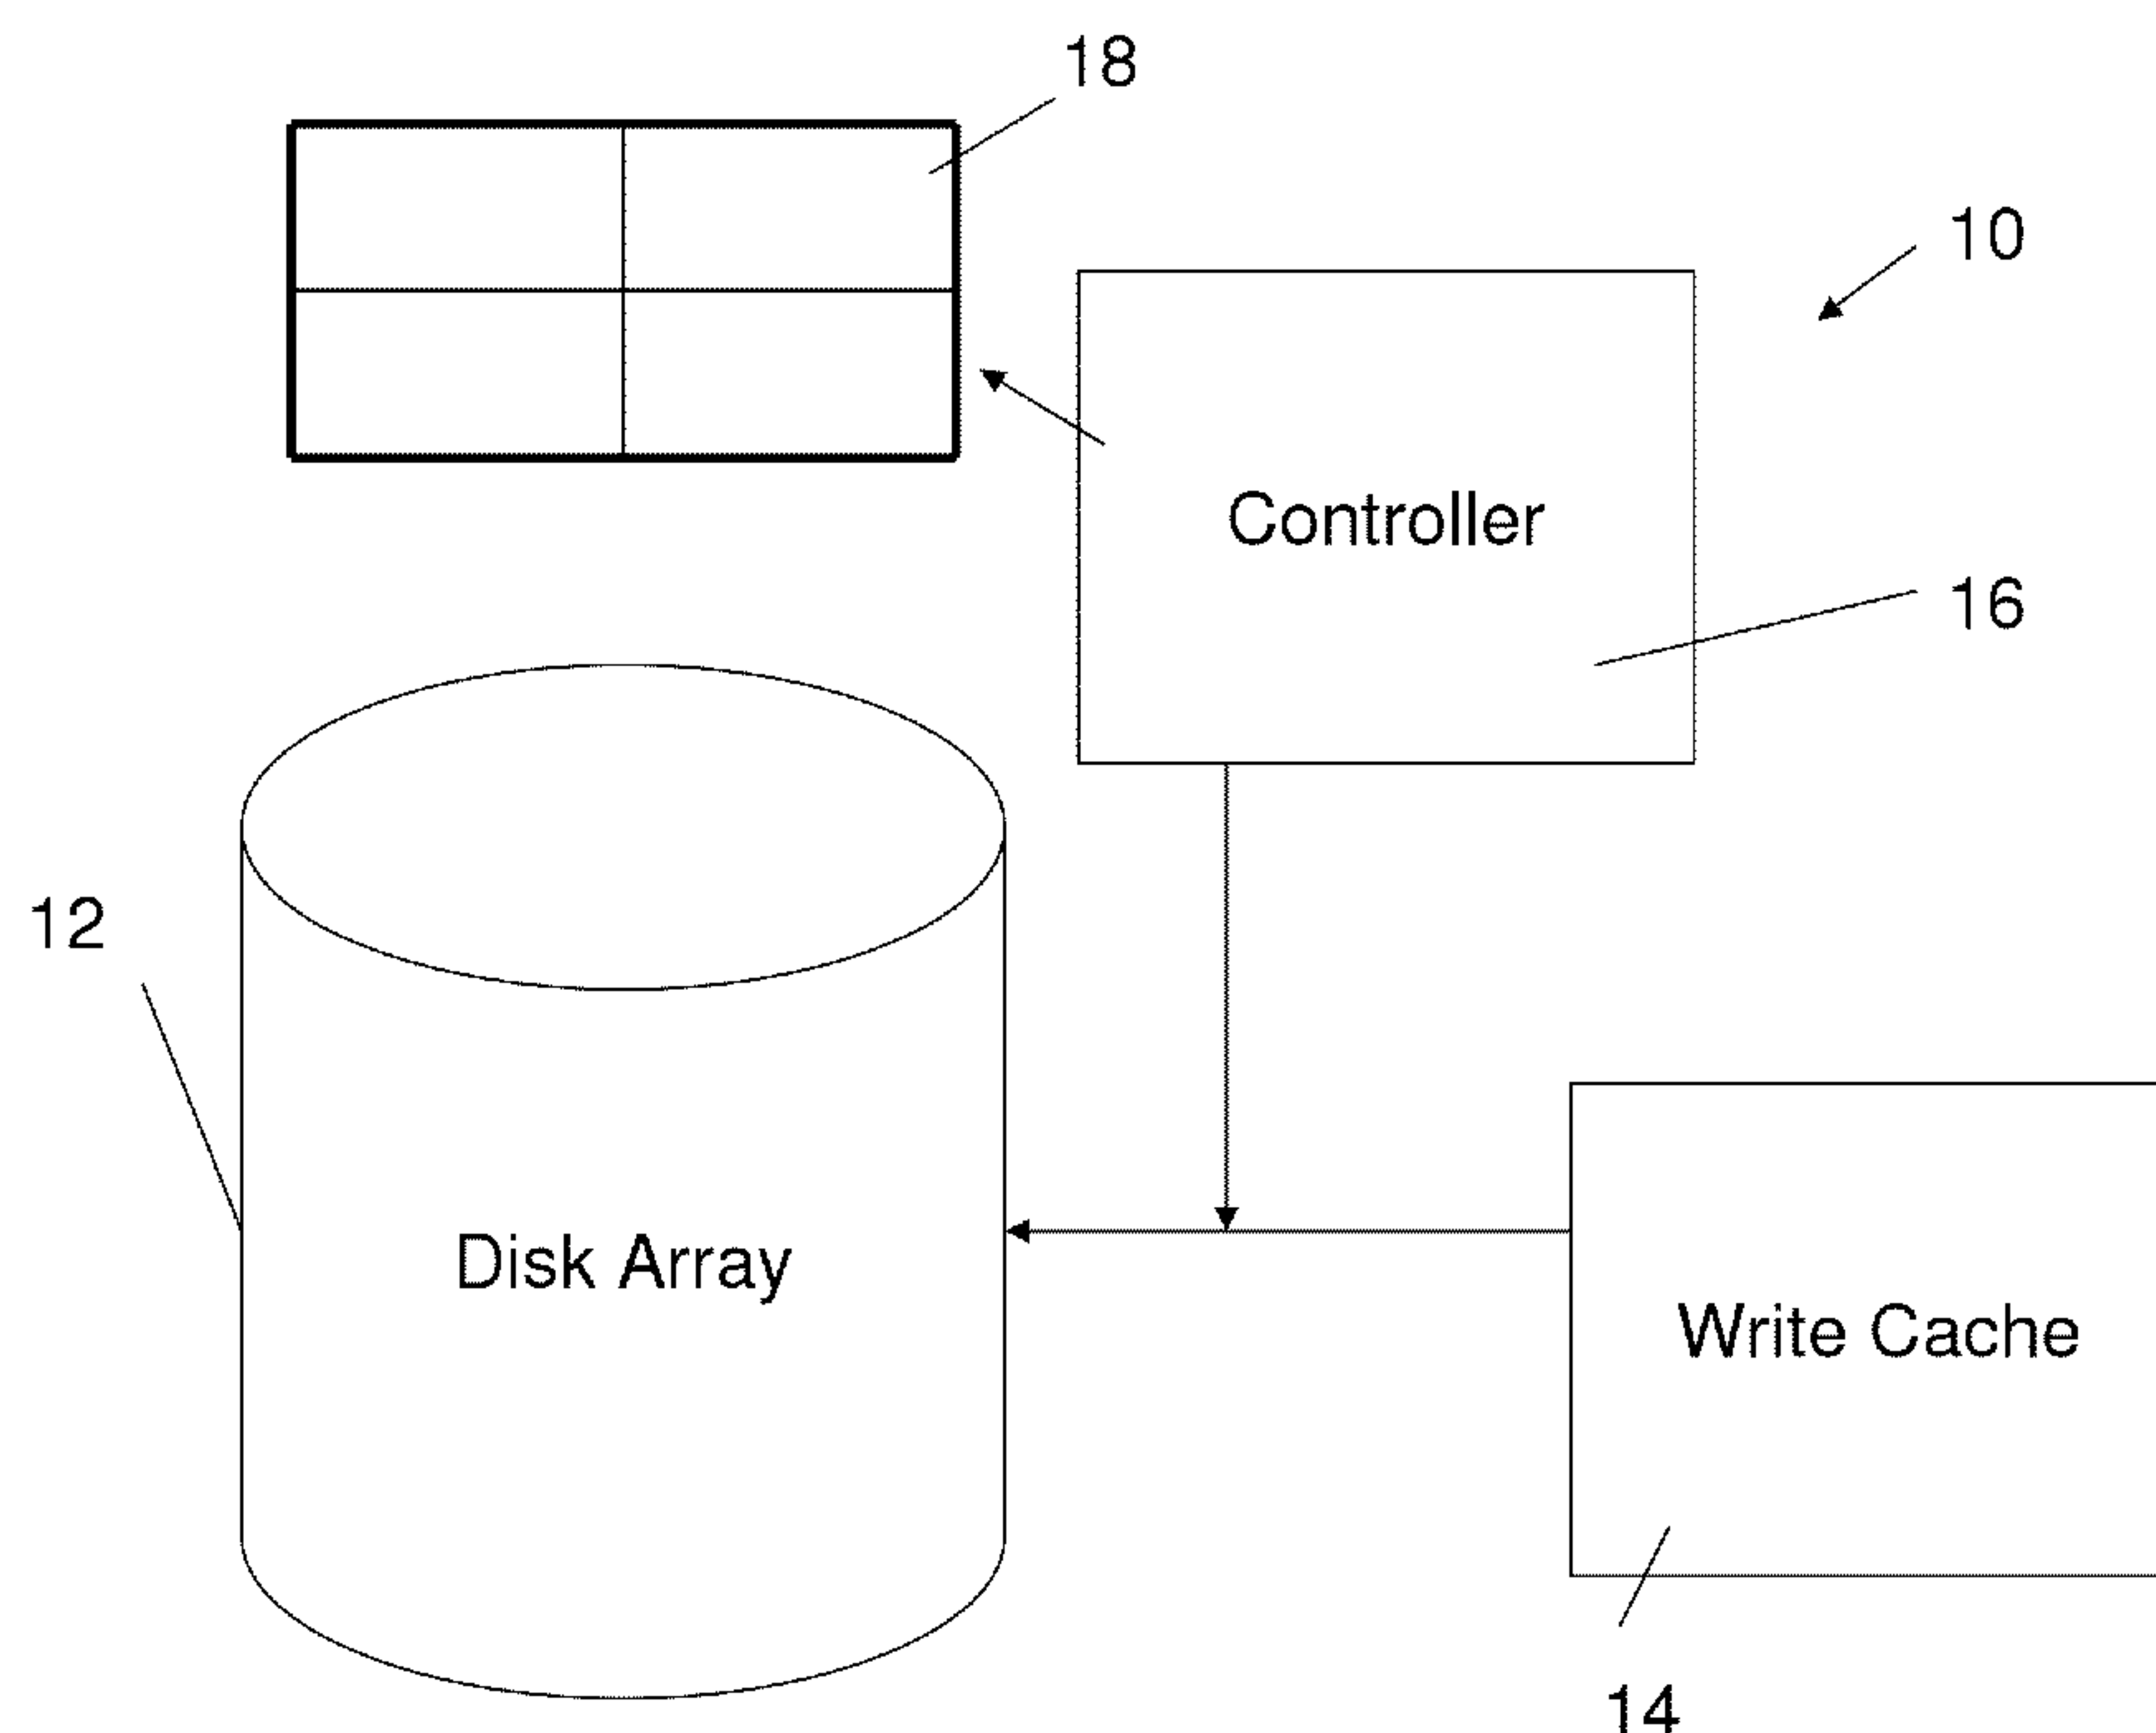 18
10
Controller
16
12
Disk Array
Write Cache
14